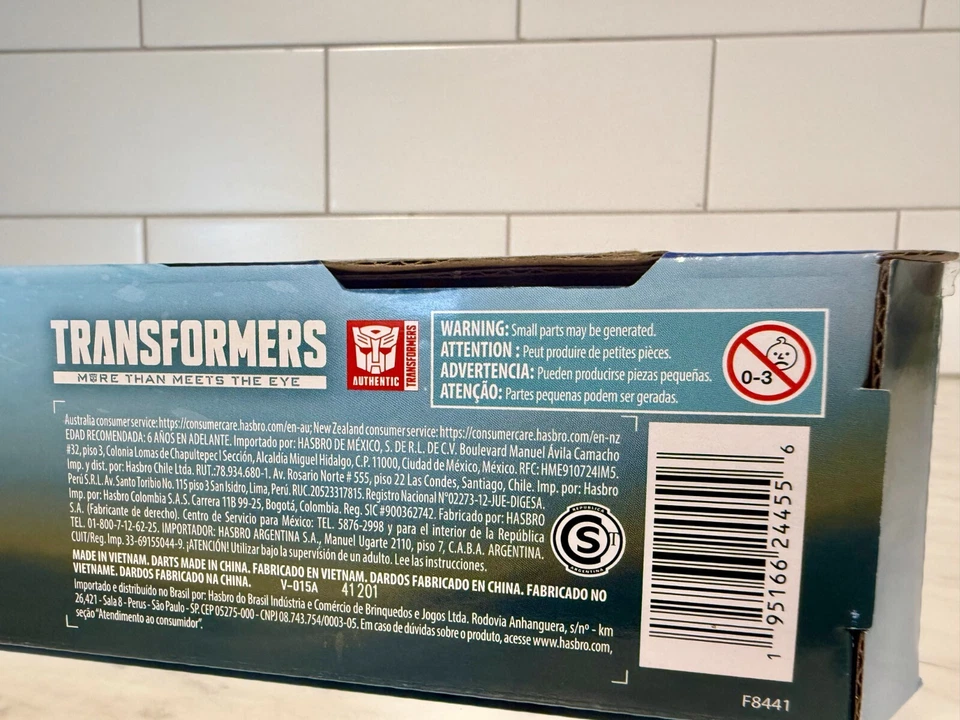 TRANSFORMERS
MORE THAN MEETS THE EYE
AUTHENTIC
TRANSFORMERS
WARNING: Small parts may be generated.
ATTENTION : Peut produire de petites pièces.
ADVERTENCIA: Pueden producirse piezas pequeñas.
ATENÇÃO: Partes pequenas podem ser geradas.
0-3
Australia consumer service: https://consumercare.hasbro.com/en-au; New Zealand consumer service: https://consumercare.hasbro.com/en-nz
EDAD RECOMENDADA: 6 AÑOS EN ADELANTE. Importado por: HASBRO DE MÉXICO, S. DE R.L. DE C.V. Boulevard Manuel Ávila Camacho
#32, piso 3, Colonia Lomas de Chapultepec I Sección, Alcaldía Miguel Hidalgo, C.P. 11000, Ciudad de México, México. RFC: HME910724IM5.
Imp. y dist. por: Hasbro Chile Ltda. RUT.:78.934.680-1. Av. Rosario Norte # 555, piso 22 Las Condes, Santiago, Chile. Imp. por: Hasbro
Perú S.R.L. Av. Santo Toribio No. 115 piso 3 San Isidro, Lima, Perú. RUC. 20523317815. Registro Nacional N°02273-12-JUE-DIGESA.
Imp. por: Hasbro Colombia S.A.S. Carrera 11B 99-25, Bogotá, Colombia. Reg. SIC #900362742. Fabricado por: HASBRO
S.A. (Fabricante de derecho). Centro de Servicio para México: TEL. 5876-2998 y para el interior de la República
TEL. 01-800-7-12-62-25. IMPORTADOR: HASBRO ARGENTINA S.A., Manuel Ugarte 2110, piso 7, C.A.B.A. ARGENTINA.
CUIT/Reg. Imp. 33-69155044-9. ¡ATENCIÓN! Utilizar bajo la supervisión de un adulto. Lee las instrucciones.
REPUBLICA
S T
ARGENTINA
MADE IN VIETNAM. DARTS MADE IN CHINA. FABRICADO EN VIETNAM. DARDOS FABRICADO EN CHINA. FABRICADO NO
VIETNAME. DARDOS FABRICADO NA CHINA. V-015A 41 201
Importado e distribuído no Brasil por: Hasbro do Brasil Indústria e Comércio de Brinquedos e Jogos Ltda. Rodovia Anhanguera, s/nº - km
26,421 - Sala 8 - Perus - São Paulo - SP. CEP 05275-000 - CNPJ 08.743.754/0003-05. Em caso de dúvidas sobre o produto, acesse www.hasbro.com,
seção "Atendimento ao consumidor".
1 95166 24455 6
F8441